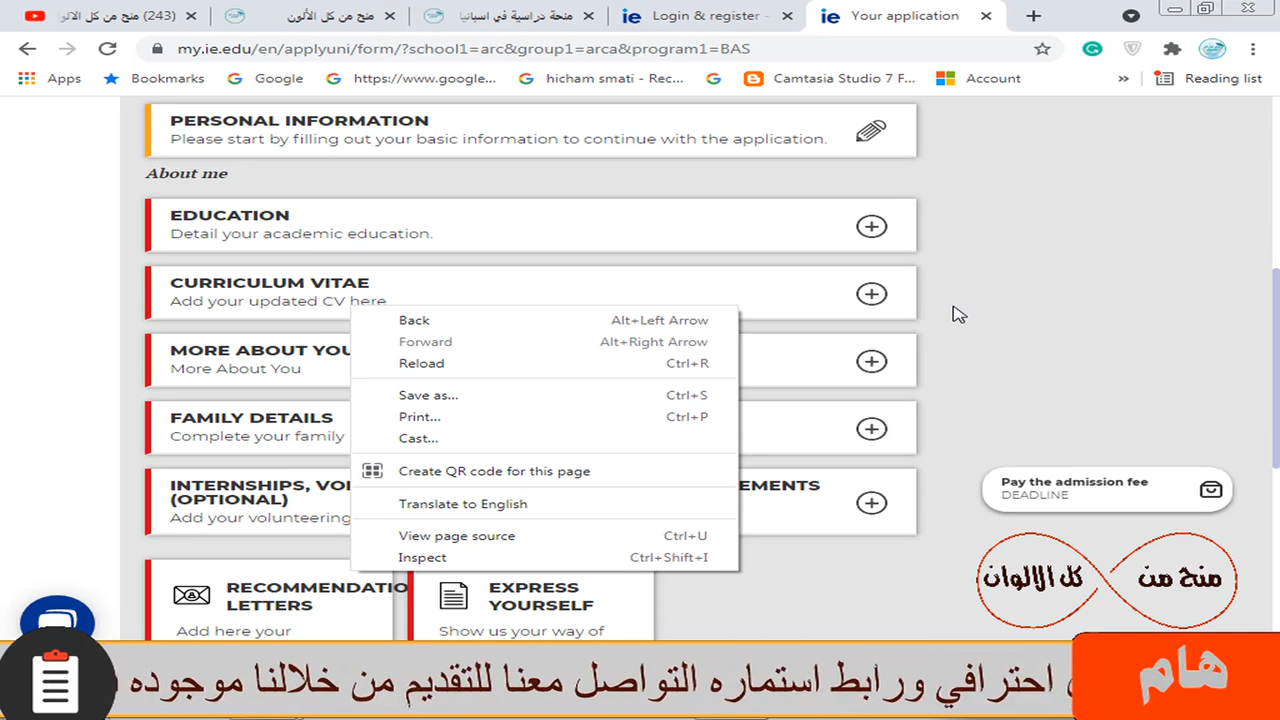 (243) منح من كل الالو
منح من كل الألون
منحة دراسية في اسبانيا
ie Login & register -
ie Your application
my.ie.edu/en/applyuni/form/?school1=arc&group1=arca&program1=BAS
Apps Bookmarks Google https://www.google... hicham smati - Rec... Camtasia Studio 7 F... Account » Reading list
PERSONAL INFORMATION
Please start by filling out your basic information to continue with the application.
About me
EDUCATION
Detail your academic education.
CURRICULUM VITAE
Add your updated CV here
MORE ABOUT YOU
More About You
FAMILY DETAILS
Complete your family
INTERNSHIPS, VO
EMENTS
(OPTIONAL)
Add your volunteering
Back Alt+Left Arrow
Forward Alt+Right Arrow
Reload Ctrl+R
Save as... Ctrl+S
Print... Ctrl+P
Cast...
Create QR code for this page
Translate to English
View page source Ctrl+U
Inspect Ctrl+Shift+I
Pay the admission fee
DEADLINE
منح من كل الالوان
RECOMMENDATIO
LETTERS
Add here your
EXPRESS
YOURSELF
Show us your way of
هام
احترافي ورابط استماره التواصل معنا للتقديم من خلالنا موجوده